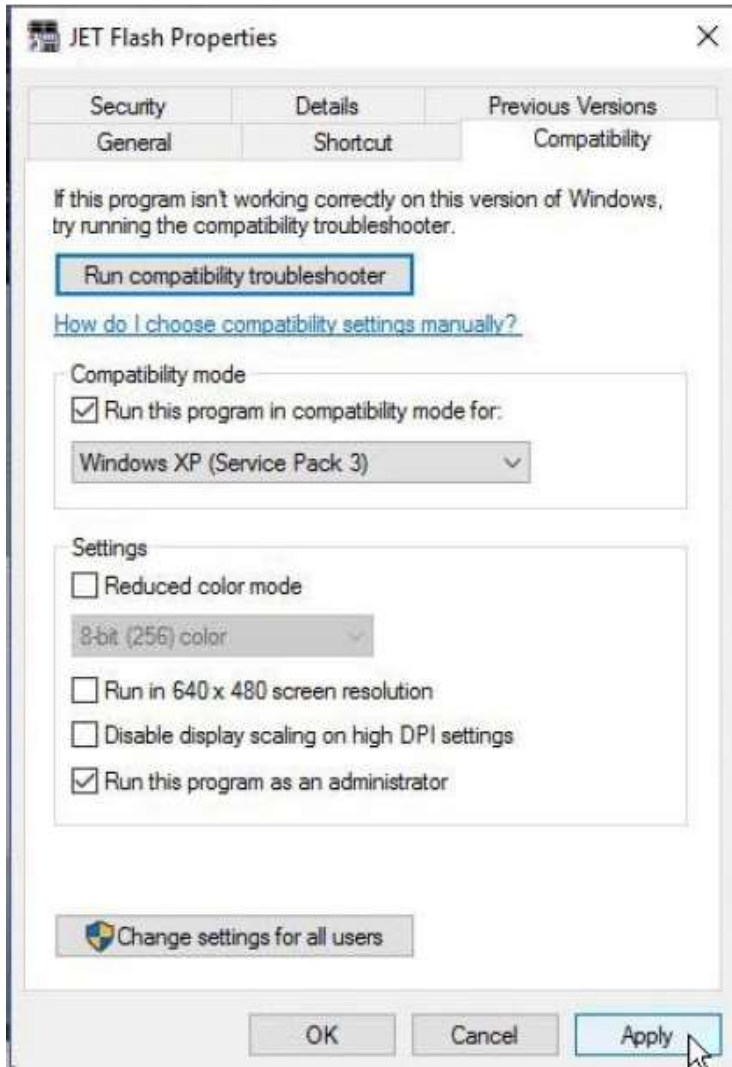 JET Flash Properties
Security Details Previous Versions
General Shortcut Compatibility
If this program isn't working correctly on this version of Windows,
try running the compatibility troubleshooter.
Run compatibility troubleshooter
How do I choose compatibility settings manually?
Compatibility mode
Run this program in compatibility mode for:
Windows XP (Service Pack 3)
Settings
Reduced color mode
8-bit (256) color
Run in 640 x 480 screen resolution
Disable display scaling on high DPI settings
Run this program as an administrator
Change settings for all users
OK Cancel Apply